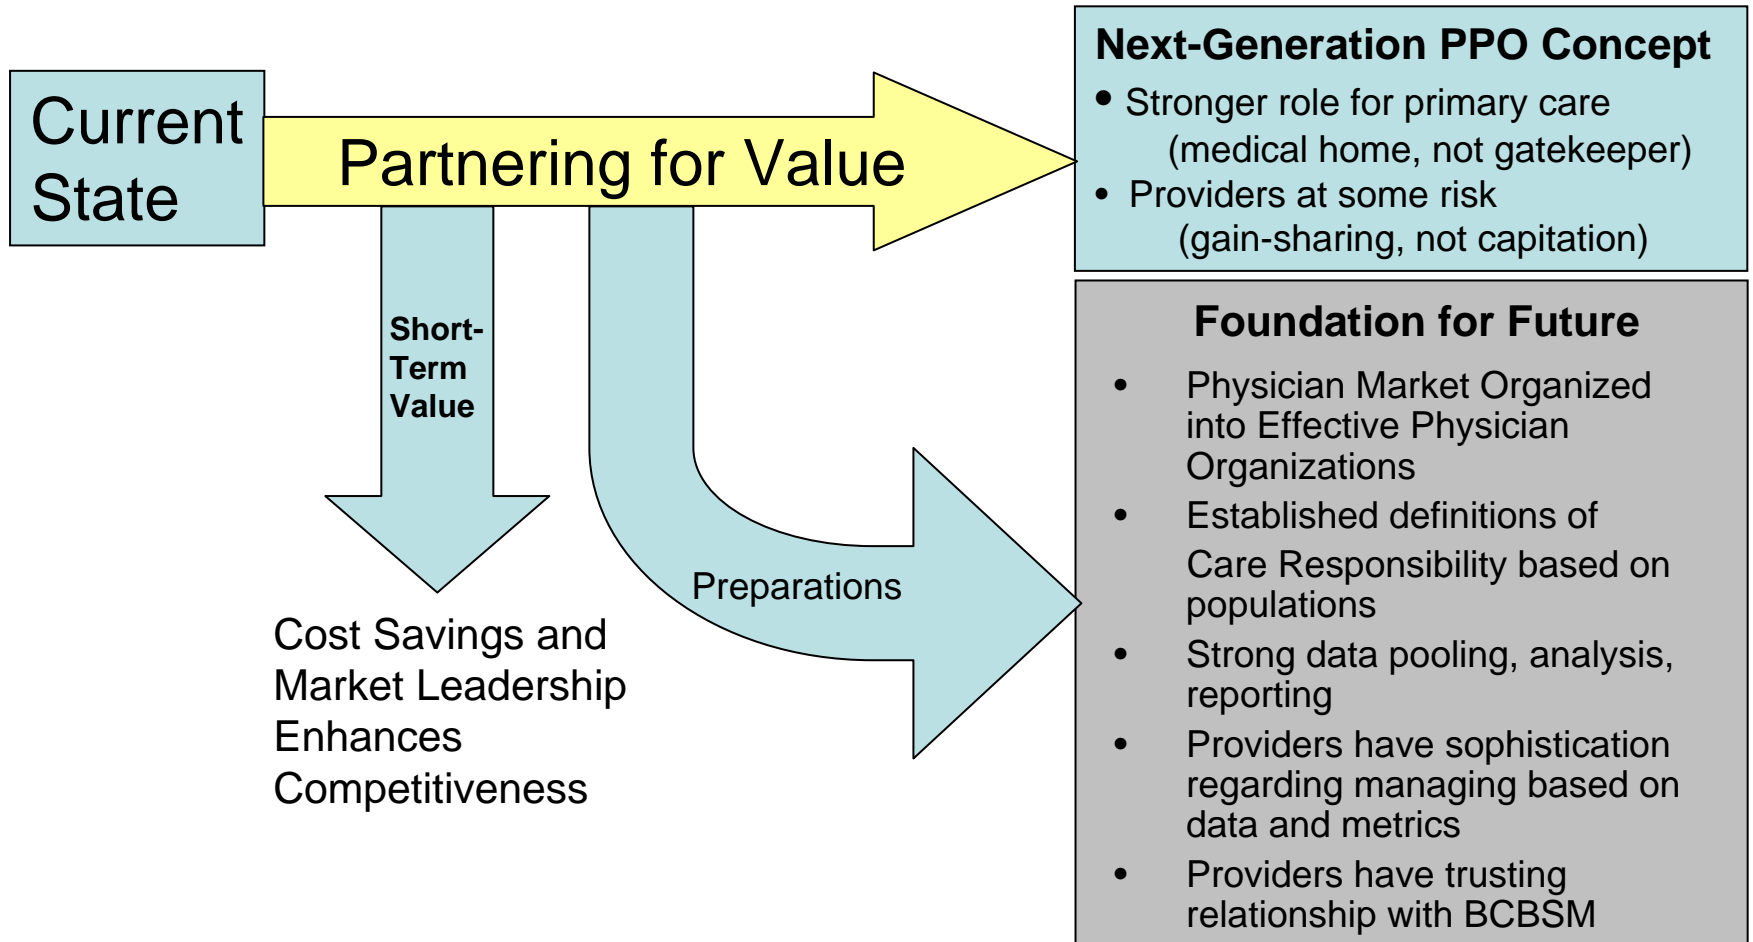 Current
State
Partnering for Value
Next-Generation PPO Concept
• Stronger role for primary care
(medical home, not gatekeeper)
• Providers at some risk
(gain-sharing, not capitation)
Short-
Term
Value
Cost Savings and
Market Leadership
Enhances
Competitiveness
Preparations
Foundation for Future
• Physician Market Organized
into Effective Physician
Organizations
• Established definitions of
Care Responsibility based on
populations
• Strong data pooling, analysis,
reporting
• Providers have sophistication
regarding managing based on
data and metrics
• Providers have trusting
relationship with BCBSM